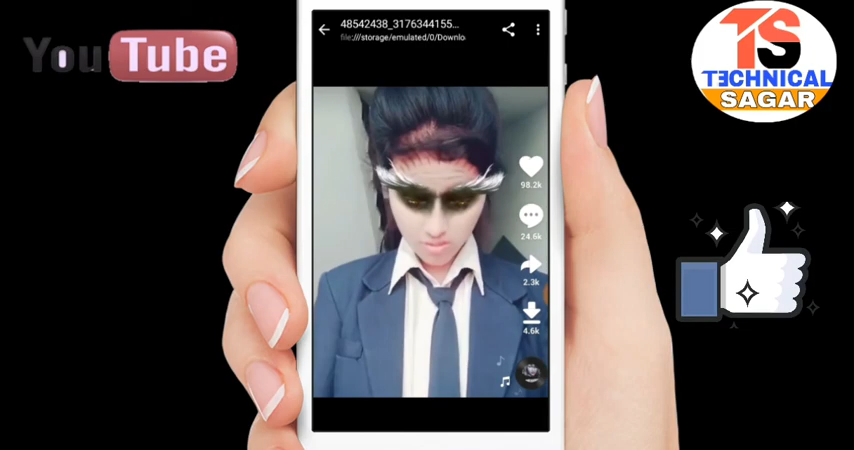 YouTube
48542438_3176344155...
file:///storage/emulated/0/Downlo
98.2k
24.6k
2.3k
4.6k
TS
TECHNICAL
SAGAR